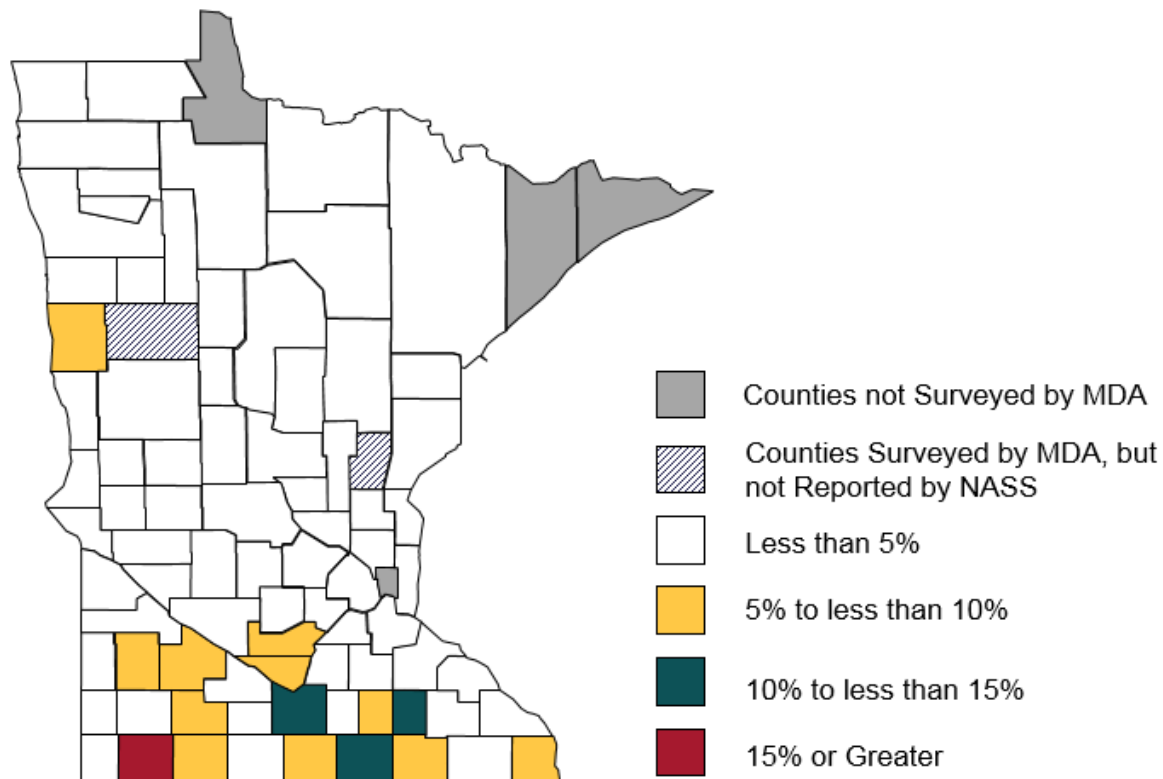 Counties not Surveyed by MDA
Counties Surveyed by MDA, but
not Reported by NASS
Less than 5%
5% to less than 10%
10% to less than 15%
15% or Greater